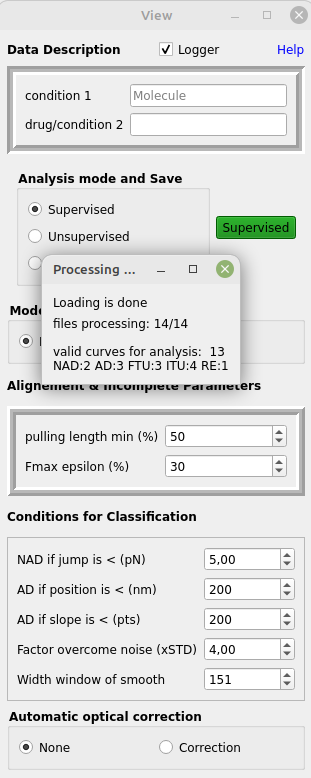 View
Data Description
Logger
Help
condition 1
Molecule
drug/condition 2
Analysis mode and Save
Supervised
Supervised
Unsupervised
Processing ...
Loading is done
files processing: 14/14
valid curves for analysis: 13
NAD:2 AD:3 FTU:3 ITU:4 RE:1
Alignement & Incomplete Parameters
pulling length min (%)
50
Fmax epsilon (%)
30
Conditions for Classification
NAD if jump is < (pN)
5,00
AD if position is < (nm)
200
AD if slope is < (pts)
200
Factor overcome noise (xSTD)
4,00
Width window of smooth
151
Automatic optical correction
None
Correction